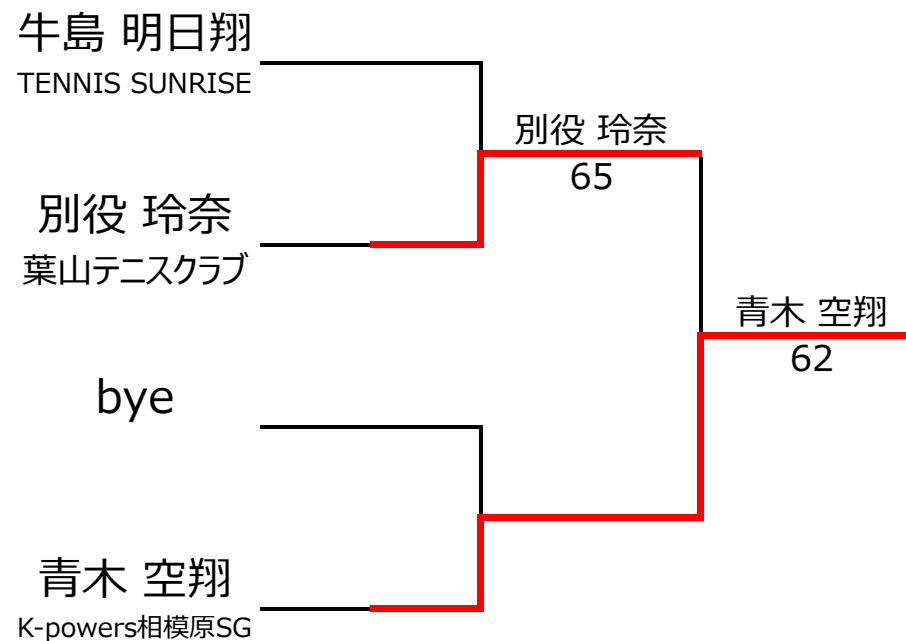 牛島 明日翔
TENNIS SUNRISE
別役 玲奈
65
別役 玲奈
葉山テニスクラブ
青木 空翔
62
bye
青木 空翔
K-powers相模原SG